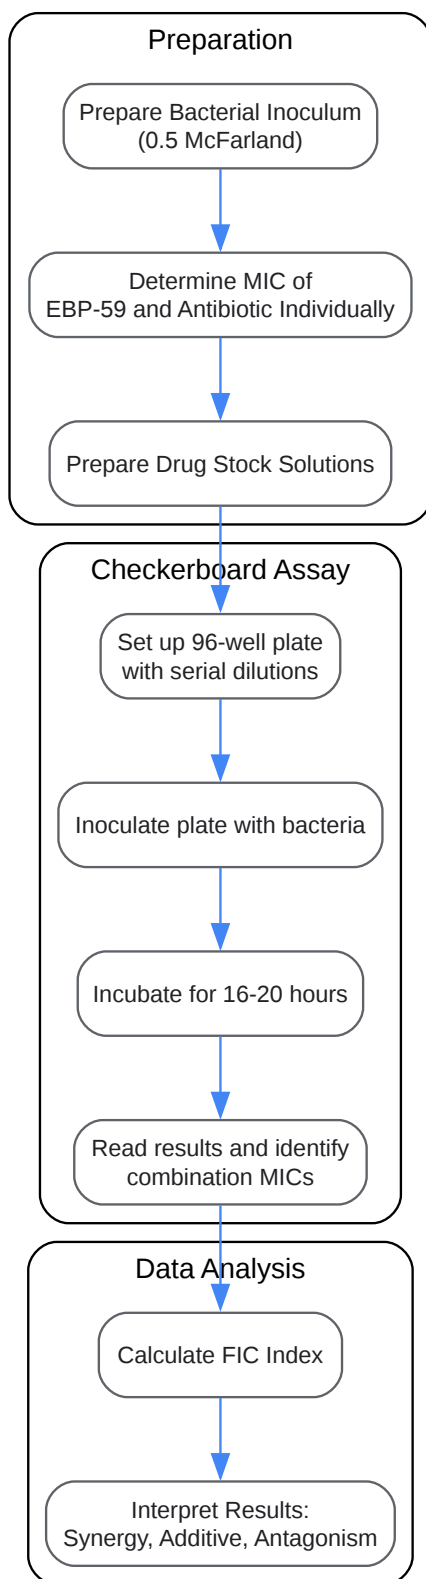 Preparation
Prepare Bacterial Inoculum
(0.5 McFarland)
Determine MIC of
EBP-59 and Antibiotic Individually
Prepare Drug Stock Solutions
Checkerboard Assay
Set up 96-well plate
with serial dilutions
Inoculate plate with bacteria
Incubate for 16-20 hours
Read results and identify
combination MICs
Data Analysis
Calculate FIC Index
Interpret Results:
Synergy, Additive, Antagonism